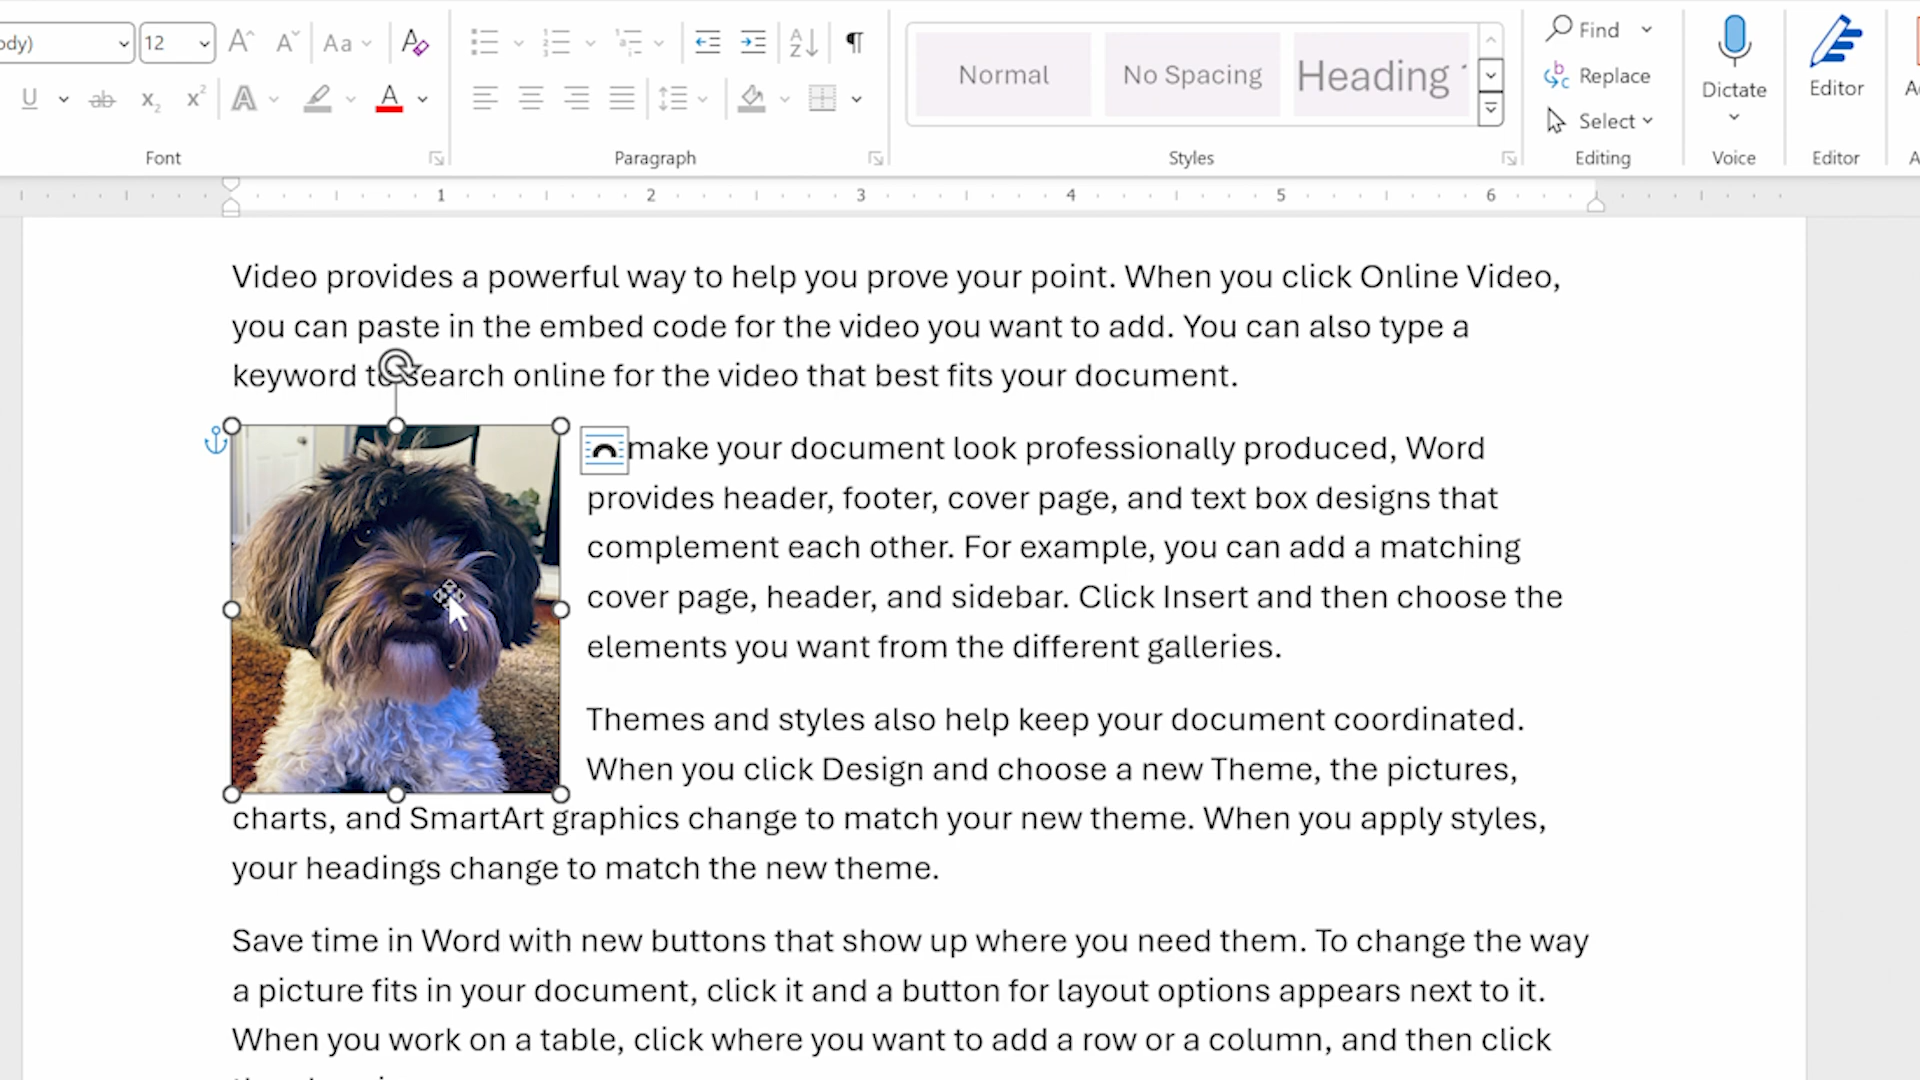 ody)
12
Aa
Font
Paragraph
Normal
No Spacing
Heading
Styles
Find
Replace
Select
Editing
Dictate
Voice
Editor
Editor
1 2 3 4 5 6
Video provides a powerful way to help you prove your point. When you click Online Video,
you can paste in the embed code for the video you want to add. You can also type a
keyword to search online for the video that best fits your document.
make your document look professionally produced, Word
provides header, footer, cover page, and text box designs that
complement each other. For example, you can add a matching
cover page, header, and sidebar. Click Insert and then choose the
elements you want from the different galleries.
Themes and styles also help keep your document coordinated.
When you click Design and choose a new Theme, the pictures,
charts, and SmartArt graphics change to match your new theme. When you apply styles,
your headings change to match the new theme.
Save time in Word with new buttons that show up where you need them. To change the way
a picture fits in your document, click it and a button for layout options appears next to it.
When you work on a table, click where you want to add a row or a column, and then click